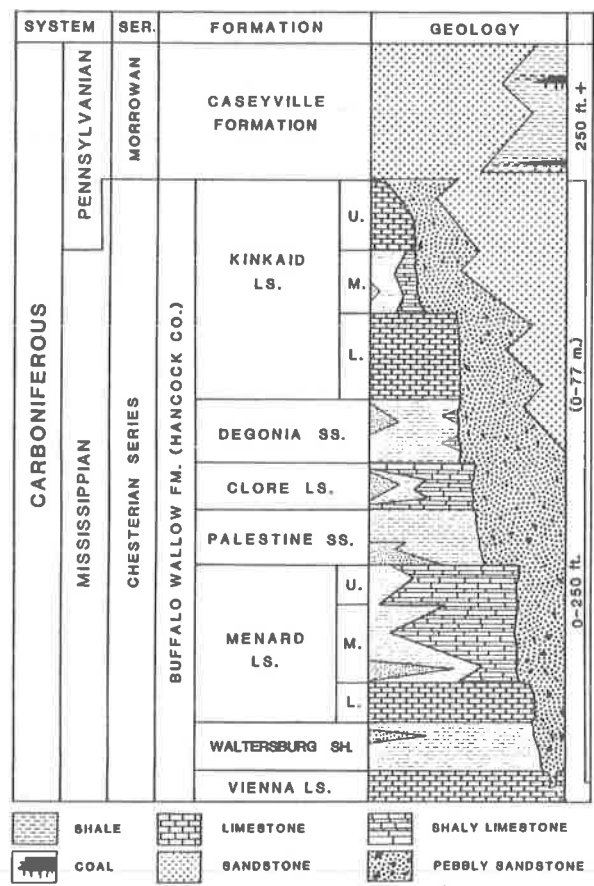 SYSTEM SER. FORMATION GEOLOGY
CARBONIFEROUS
PENNSYLVANIAN
MISSISSIPPIAN
MORROWAN
CHESTERIAN SERIES
BUFFALO WALLOW FM. (HANCOCK CO.)
CASEYVILLE
FORMATION
KINKAID
LS.
U.
M.
L.
DEGONIA SS.
CLORE LS.
PALESTINE SS.
MENARD
LS.
U.
M.
L.
WALTERSBURG SH.
VIENNA LS.
250 ft. +
(0-77 m.)
0-250 ft.
SHALE LIMESTONE SHALY LIMESTONE
COAL SANDSTONE PEBBLY SANDSTONE